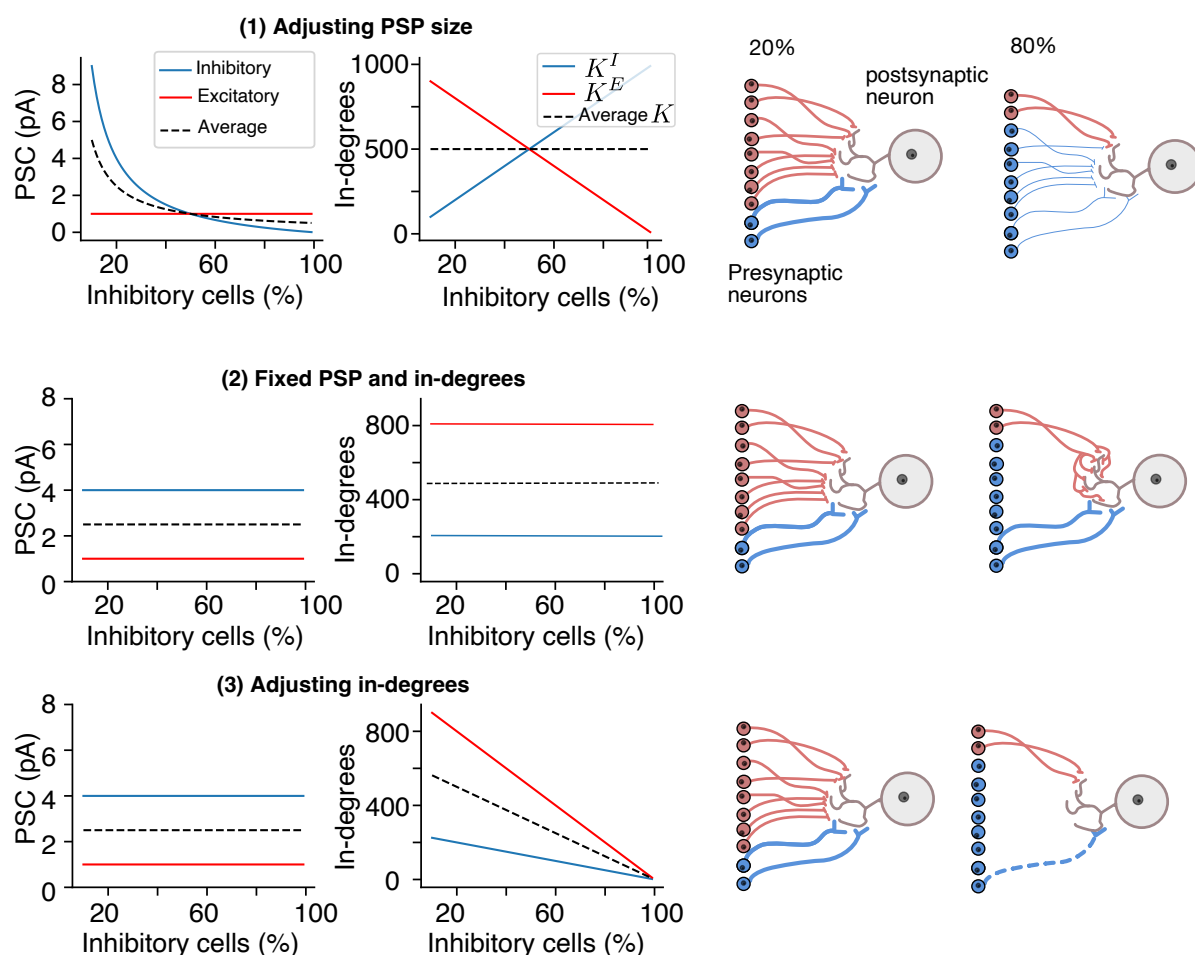 (1) Adjusting PSP size
PSC (pA)
8
6
4
2
0
Inhibitory
Excitatory
Average
20
60
100
Inhibitory cells (%)
In-degrees
1000
500
0
K^I
K^E
Average K
20
60
100
Inhibitory cells (%)
20%
80%
postsynaptic
neuron
Presynaptic
neurons
(2) Fixed PSP and in-degrees
PSC (pA)
8
6
4
2
0
20
60
100
Inhibitory cells (%)
In-degrees
800
400
0
20
60
100
Inhibitory cells (%)
(3) Adjusting in-degrees
PSC (pA)
8
6
4
2
0
20
60
100
Inhibitory cells (%)
In-degrees
800
400
0
20
60
100
Inhibitory cells (%)